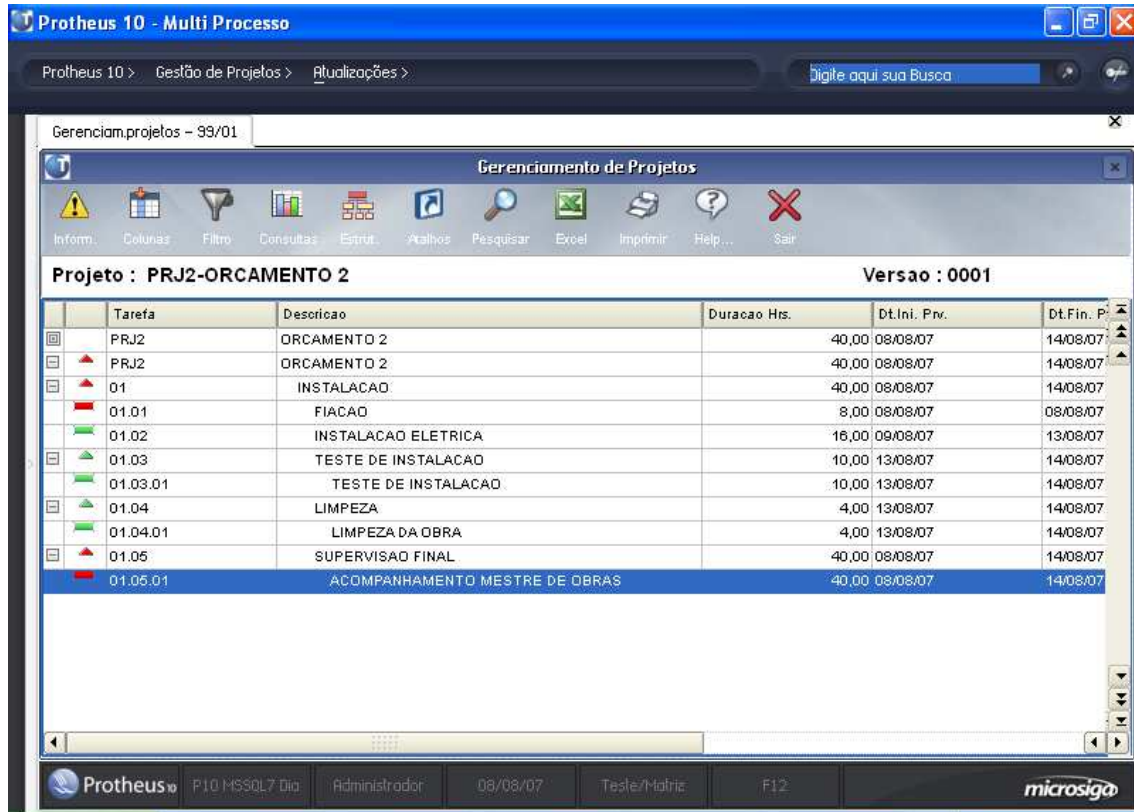 Protheus 10 - Multi Processo
Protheus 10 > Gestão de Projetos > Atualizações > Digite aqui sua Busca
Gerenciam.projetos – 99/01
Gerenciamento de Projetos
Inform. Colunas Filtro Consultas Estrut. Atalhos Pesquisar Excel Imprimir Help... Sair
Projeto : PRJ2-ORCAMENTO 2 Versao : 0001
Tarefa Descricao Duracao Hrs. Dt.Ini. Prv. Dt.Fin. P
PRJ2 ORCAMENTO 2 40,00 08/08/07 14/08/07
PRJ2 ORCAMENTO 2 40,00 08/08/07 14/08/07
01 INSTALACAO 40,00 08/08/07 14/08/07
01.01 FIACAO 8,00 08/08/07 08/08/07
01.02 INSTALACAO ELETRICA 16,00 09/08/07 13/08/07
01.03 TESTE DE INSTALACAO 10,00 13/08/07 14/08/07
01.03.01 TESTE DE INSTALACAO 10,00 13/08/07 14/08/07
01.04 LIMPEZA 4,00 13/08/07 14/08/07
01.04.01 LIMPEZA DA OBRA 4,00 13/08/07 14/08/07
01.05 SUPERVISAO FINAL 40,00 08/08/07 14/08/07
01.05.01 ACOMPANHAMENTO MESTRE DE OBRAS 40,00 08/08/07 14/08/07
Protheus 10 P10 MSSQL7 Dia Administrador 08/08/07 Teste/Matriz F12 microsiga